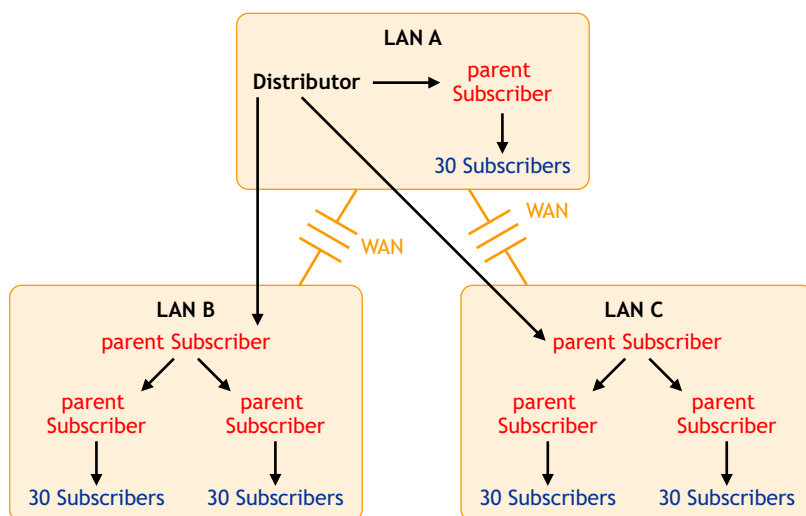 LAN A
Distributor
parent
Subscriber
30 Subscribers
WAN
WAN
LAN B
parent Subscriber
parent
Subscriber
parent
Subscriber
30 Subscribers
30 Subscribers
LAN C
parent Subscriber
parent
Subscriber
parent
Subscriber
30 Subscribers
30 Subscribers